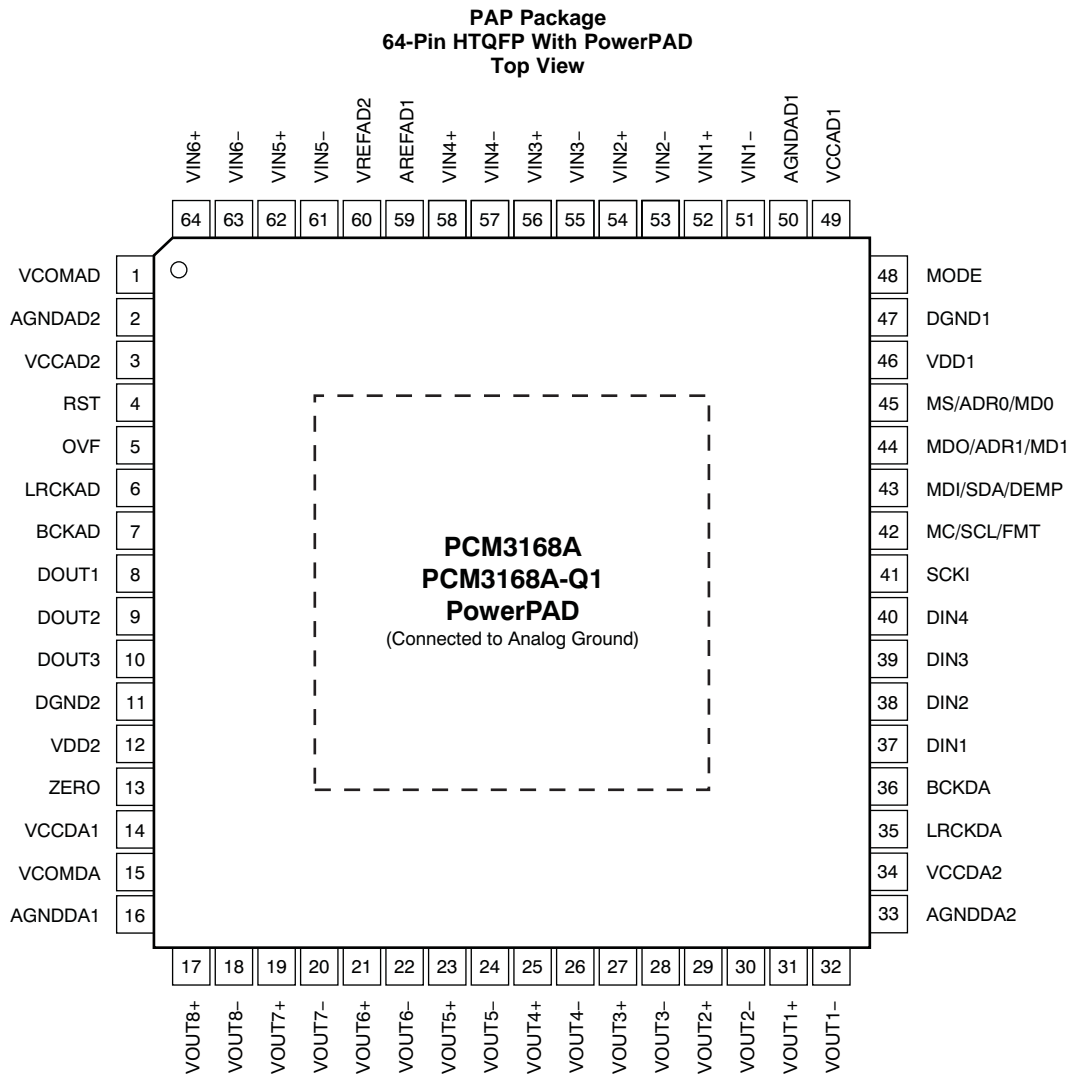 PAP Package
64-Pin HTQFP With PowerPAD
Top View
VIN6+
VIN6–
VIN5+
VIN5–
VREFAD2
AREFAD1
VIN4+
VIN4–
VIN3+
VIN3–
VIN2+
VIN2–
VIN1+
VIN1–
AGNDAD1
VCCAD1
64 63 62 61 60 59 58 57 56 55 54 53 52 51 50 49
VCOMAD 1
AGNDAD2 2
VCCAD2 3
RST 4
OVF 5
LRCKAD 6
BCKAD 7
DOUT1 8
DOUT2 9
DOUT3 10
DGND2 11
VDD2 12
ZERO 13
VCCDA1 14
VCOMDA 15
AGNDDA1 16
PCM3168A
PCM3168A-Q1
PowerPAD
(Connected to Analog Ground)
48 MODE
47 DGND1
46 VDD1
45 MS/ADR0/MD0
44 MDO/ADR1/MD1
43 MDI/SDA/DEMP
42 MC/SCL/FMT
41 SCKI
40 DIN4
39 DIN3
38 DIN2
37 DIN1
36 BCKDA
35 LRCKDA
34 VCCDA2
33 AGNDDA2
17 18 19 20 21 22 23 24 25 26 27 28 29 30 31 32
VOUT8+
VOUT8–
VOUT7+
VOUT7–
VOUT6+
VOUT6–
VOUT5+
VOUT5–
VOUT4+
VOUT4–
VOUT3+
VOUT3–
VOUT2+
VOUT2–
VOUT1+
VOUT1–